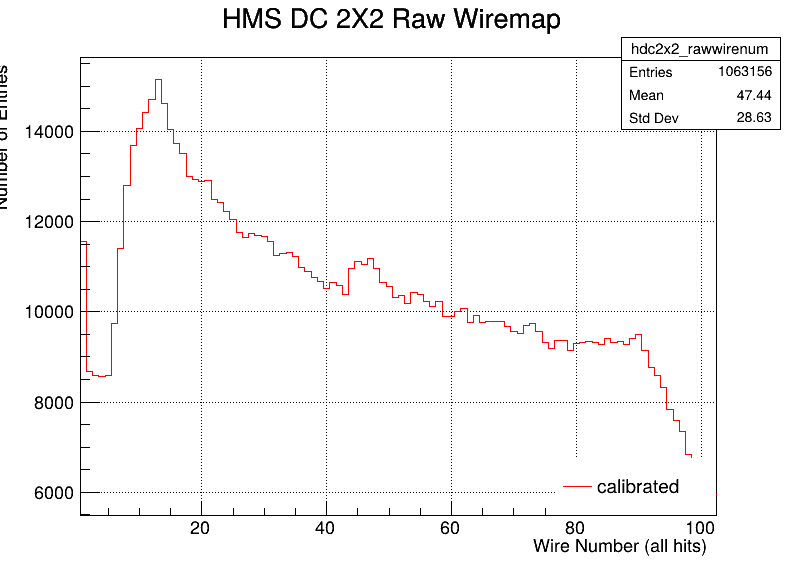 HMS DC 2X2 Raw Wiremap
hdc2x2_rawwirenum
Entries 1063156
Mean 47.44
Std Dev 28.63
Number of Entries
14000
12000
10000
8000
6000
calibrated
20 40 60 80 100
Wire Number (all hits)